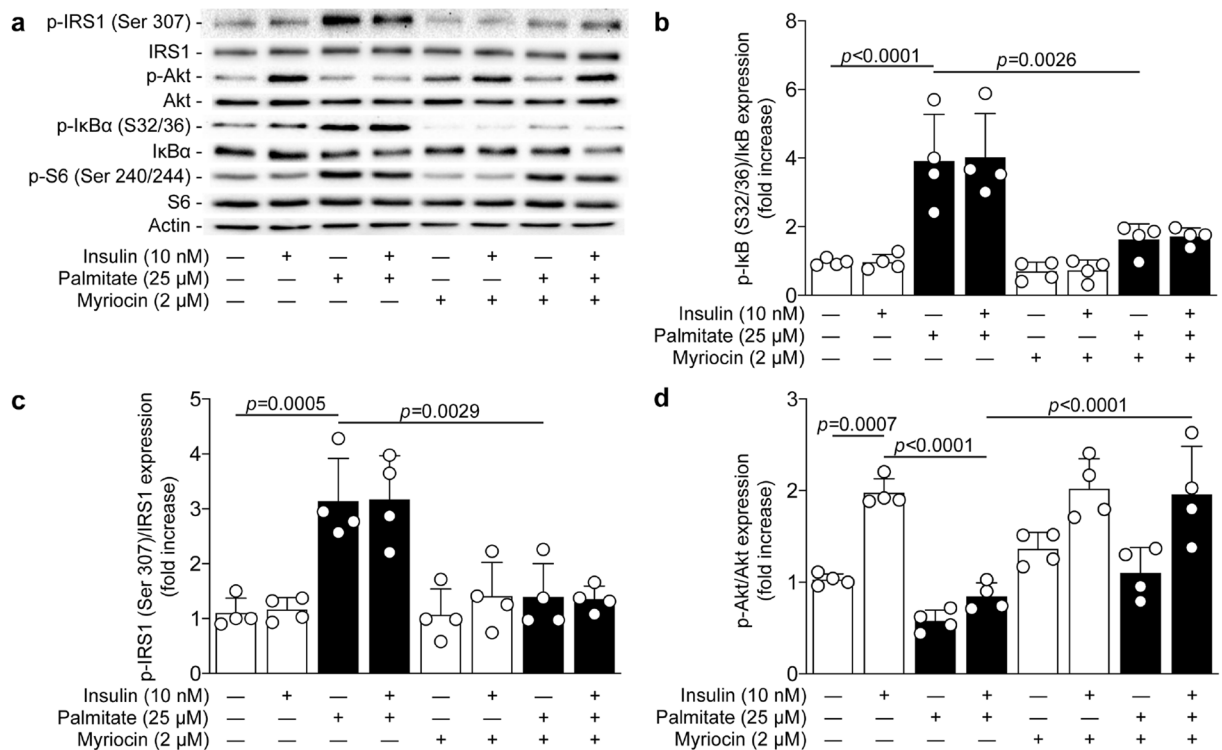 a
p-IRS1 (Ser 307) -
IRS1 -
p-Akt -
Akt -
p-IκBα (S32/36) -
IκBα -
p-S6 (Ser 240/244) -
S6 -
Actin -
Insulin (10 nM) — + — + — + — +
Palmitate (25 µM) — — + + — — + +
Myriocin (2 µM) — — — — + + + +
b
p-IκB (S32/36)/IκB expression
(fold increase)
8
6
4
2
0
p<0.0001
p=0.0026
Insulin (10 nM) — + — + — + — +
Palmitate (25 µM) — — + + — — + +
Myriocin (2 µM) — — — — + + + +
c
p-IRS1 (Ser 307)/IRS1 expression
(fold increase)
5
4
3
2
1
0
p=0.0005
p=0.0029
Insulin (10 nM) — + — + — + — +
Palmitate (25 µM) — — + + — — + +
Myriocin (2 µM) — — — — + + + +
d
p-Akt/Akt expression
(fold increase)
3
2
1
0
p=0.0007
p<0.0001
p<0.0001
Insulin (10 nM) — + — + — + — +
Palmitate (25 µM) — — + + — — + +
Myriocin (2 µM) — — — — + + + +